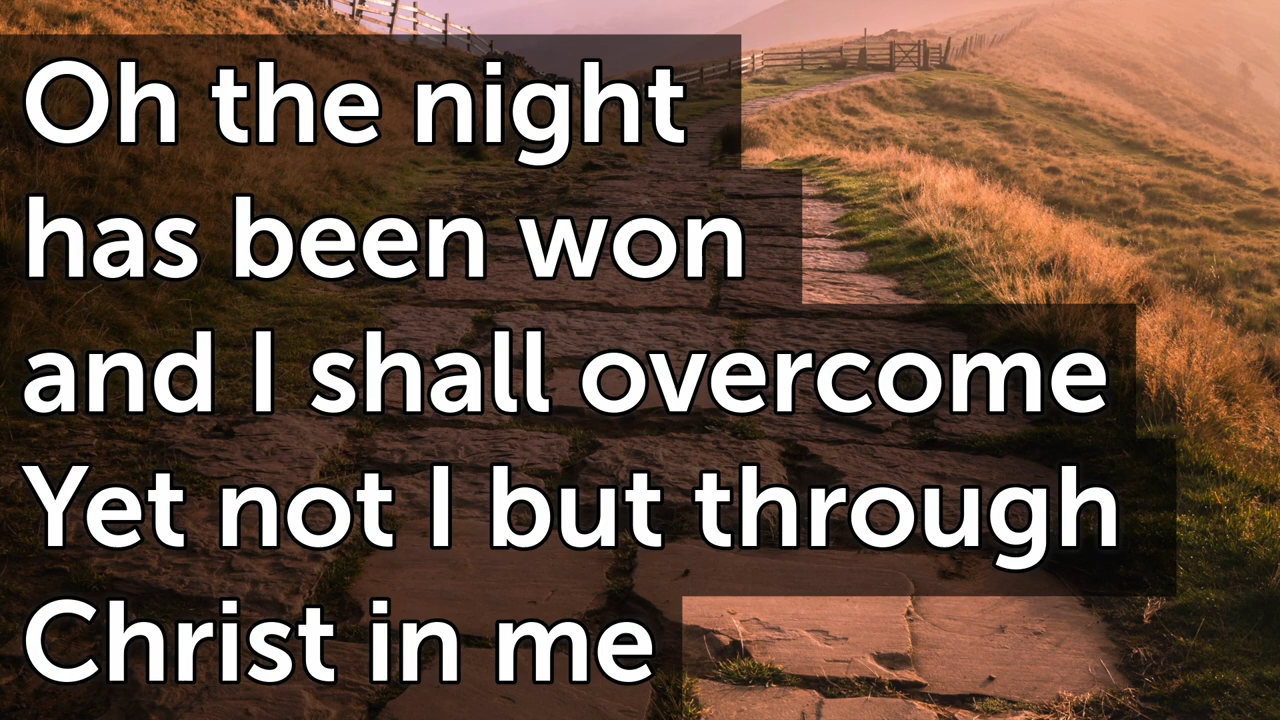 Oh the night
has been won
and I shall overcome
Yet not I but through
Christ in me